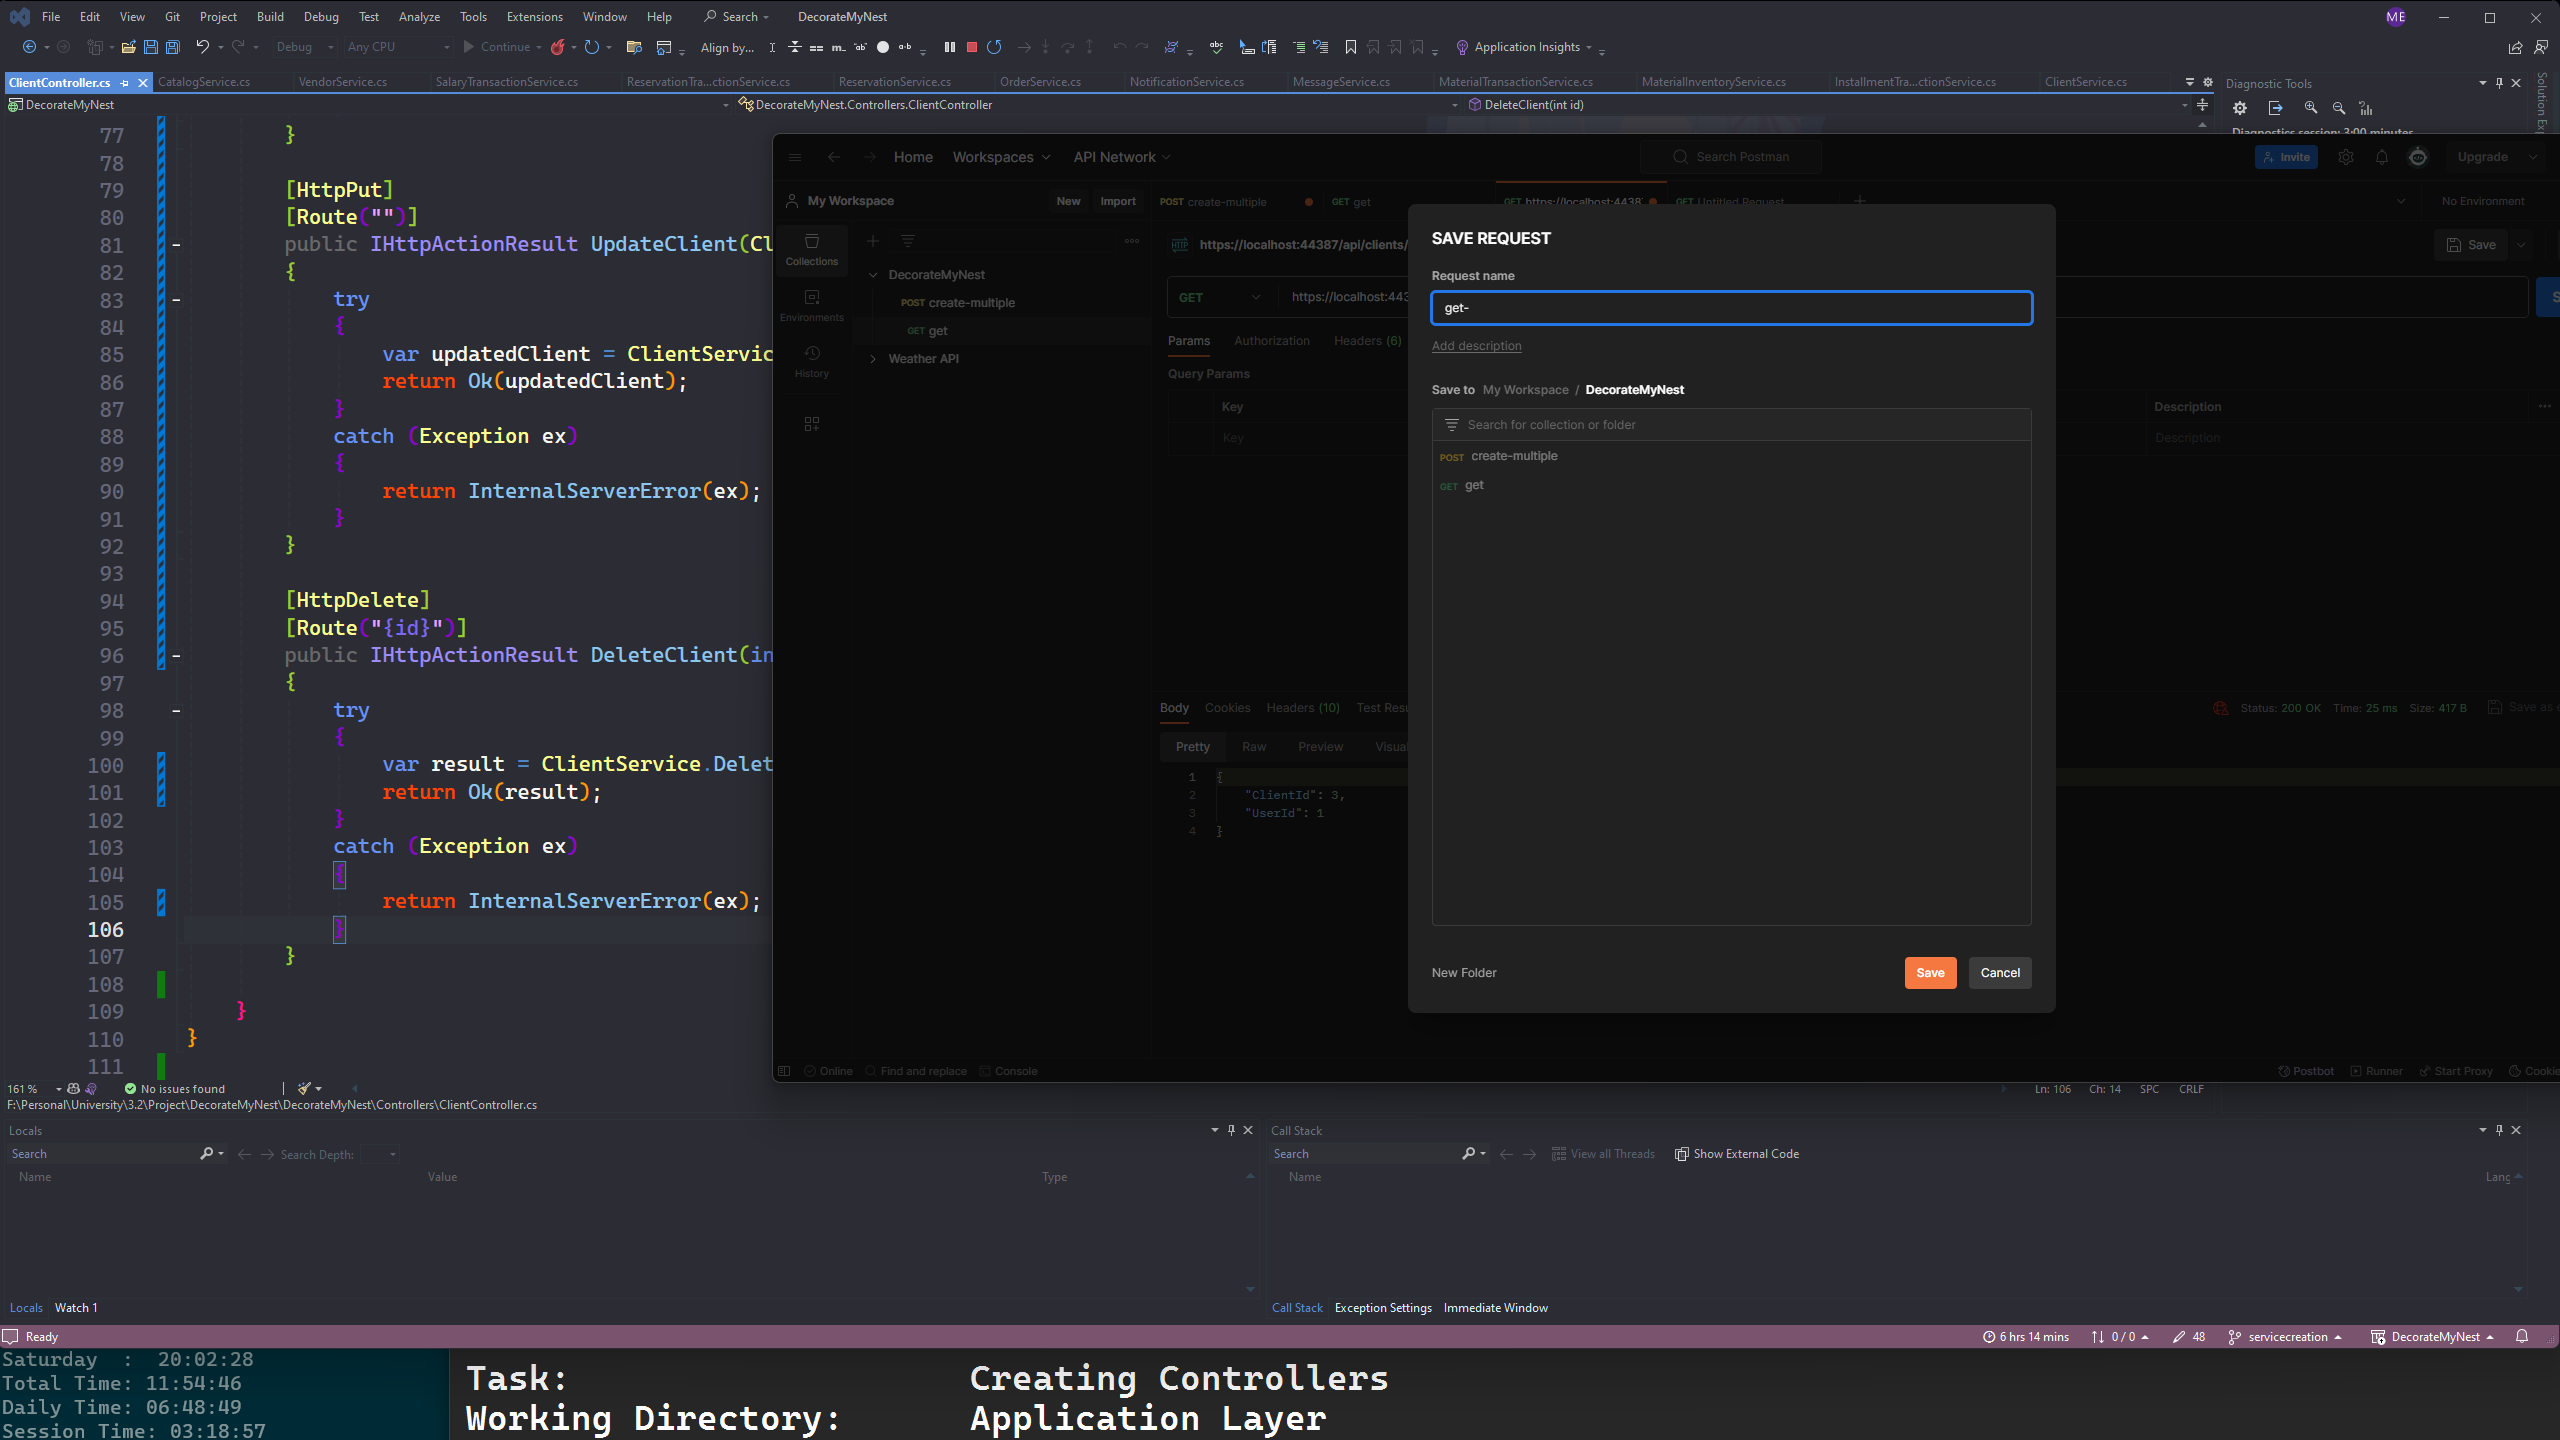 File Edit View Git Project Build Debug Test Analyze Tools Extensions Window Help Search DecorateMyNest ME
Debug Any CPU Continue Align by... Application Insights
ClientController.cs CatalogService.cs VendorService.cs SalaryTransactionService.cs ReservationTra...ctionService.cs ReservationService.cs OrderService.cs NotificationService.cs MessageService.cs MaterialTransactionService.cs MaterialInventoryService.cs InstallmentTra...ctionService.cs ClientService.cs Diagnostic Tools
DecorateMyNest DecorateMyNest.Controllers.ClientController DeleteClient(int id)
Diagnostics session: 3:00 minutes
Solution Exp
77 }
78
79 [HttpPut]
80 [Route("")]
81 public IHttpActionResult UpdateClient(Cl
82 {
83 try
84 {
85 var updatedClient = ClientServic
86 return Ok(updatedClient);
87 }
88 catch (Exception ex)
89 {
90 return InternalServerError(ex);
91 }
92 }
93
94 [HttpDelete]
95 [Route("{id}")]
96 public IHttpActionResult DeleteClient(in
97 {
98 try
99 {
100 var result = ClientService.Delet
101 return Ok(result);
102 }
103 catch (Exception ex)
104 {
105 return InternalServerError(ex);
106 }
107 }
108
109 }
110 }
111
Home Workspaces API Network Search Postman Invite Upgrade
My Workspace New Import POST create-multiple GET get GET https://localhost:4438 GET Untitled Request No Environment
Collections
Environments
History
DecorateMyNest
POST create-multiple
GET get
Weather API
HTTP https://localhost:44387/api/clients/ Save
GET https://localhost:443
Params Authorization Headers (6)
Query Params
Key Description
Key Description
Body Cookies Headers (10) Test Resu Status: 200 OK Time: 25 ms Size: 417 B Save as e
Pretty Raw Preview Visual
1 {
2 "ClientId": 3,
3 "UserId": 1
4 }
Online Find and replace Console Postbot Runner Start Proxy Cookie
SAVE REQUEST
Request name
get-
Add description
Save to My Workspace / DecorateMyNest
Search for collection or folder
POST create-multiple
GET get
New Folder Save Cancel
161 % No issues found Ln: 106 Ch: 14 SPC CRLF
F:\Personal\University\3.2\Project\DecorateMyNest\DecorateMyNest\Controllers\ClientController.cs
Locals
Search Search Depth:
Name Value Type
Locals Watch 1
Call Stack
Search View all Threads Show External Code
Name Lang
Call Stack Exception Settings Immediate Window
Ready 6 hrs 14 mins 0 / 0 48 servicecreation DecorateMyNest
Saturday : 20:02:28
Total Time: 11:54:46
Daily Time: 06:48:49
Session Time: 03:18:57
Task: Creating Controllers
Working Directory: Application Layer